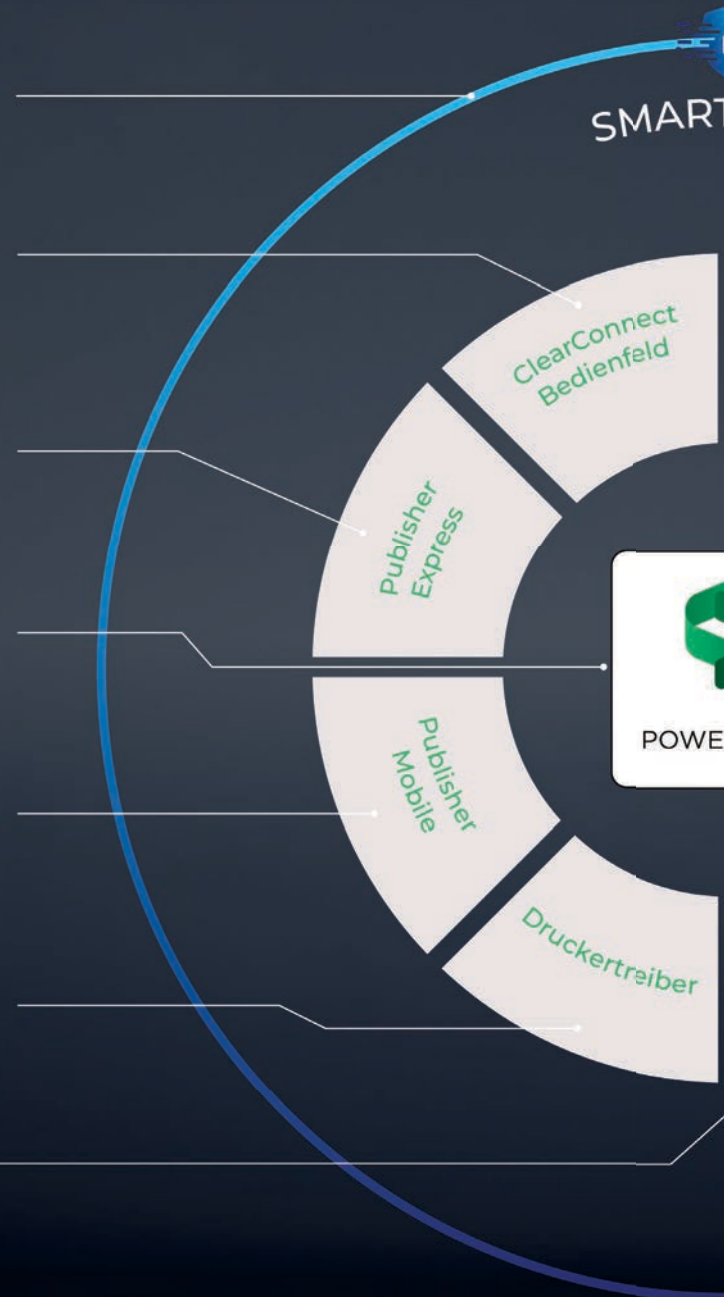 SMART
ClearConnect
Bedienfeld
Publisher
Express
POWE
Publisher
Mobile
Druckertreiber